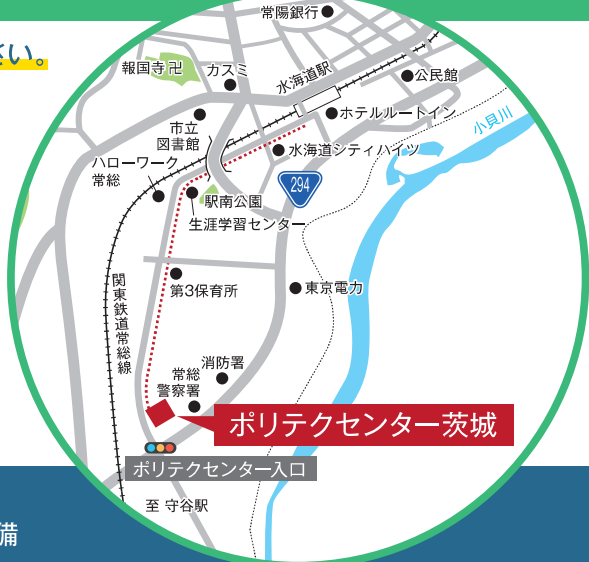 常陽銀行
さい。
報国寺 卍
カスミ
水海道駅
公民館
市立
図書館
ホテルルートイン
小貝川
ハローワーク
常総
水海道シティハイツ
294
駅南公園
生涯学習センター
関東鉄道常総線
第3保育所
東京電力
消防署
常総
警察署
ポリテクセンター茨城
ポリテクセンター入口
至 守谷駅
備